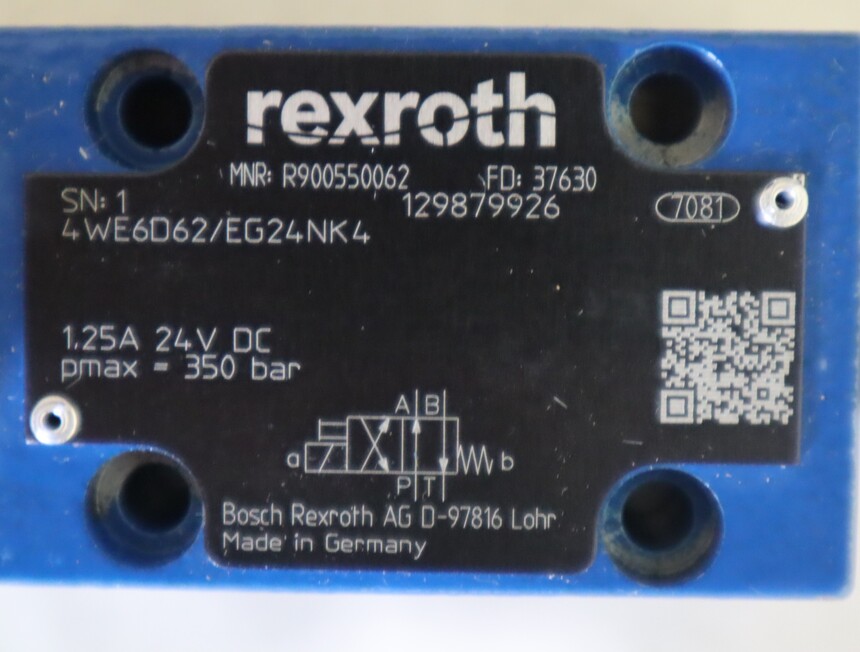 rexroth
MNR: R900550062 FD: 37630
SN: 1 129879926 7081
4WE6D62/EG24NK4
1.25A 24V DC
pmax = 350 bar
A B
a b
P T
Bosch Rexroth AG D-97816 Lohr
Made in Germany